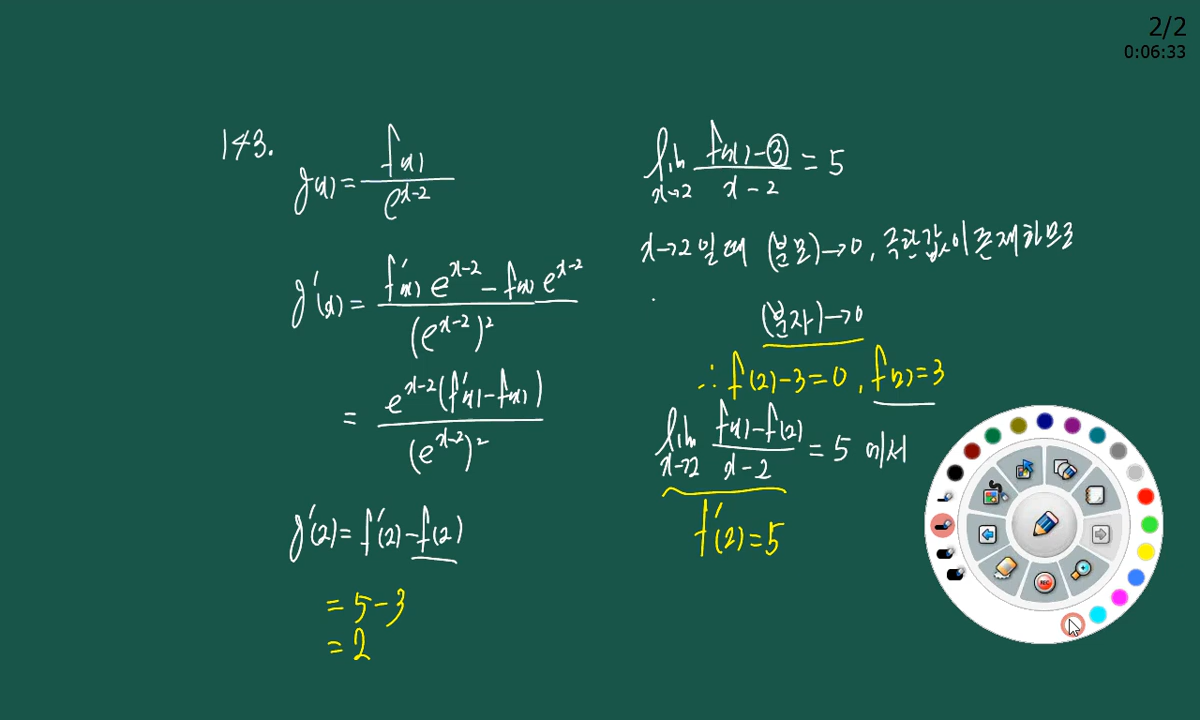 2/2
0:06:33
143.
g(x) = f(x) / e^{x-2}
g'(x) = f'(x) e^{x-2} - f(x) e^{x-2} / (e^{x-2})^2
= e^{x-2} (f'(x) - f(x)) / (e^{x-2})^2
g'(2) = f'(2) - f(2)
= 5 - 3
= 2
lim x→2 f(x) - ③ / x - 2 = 5
x→2 일 때 (분모)→0, 극한값이 존재하므로
(분자)→0
∴ f(2) - 3 = 0, f(2) = 3
lim x→2 f(x) - f(2) / x - 2 = 5 에서
f'(2) = 5
REC